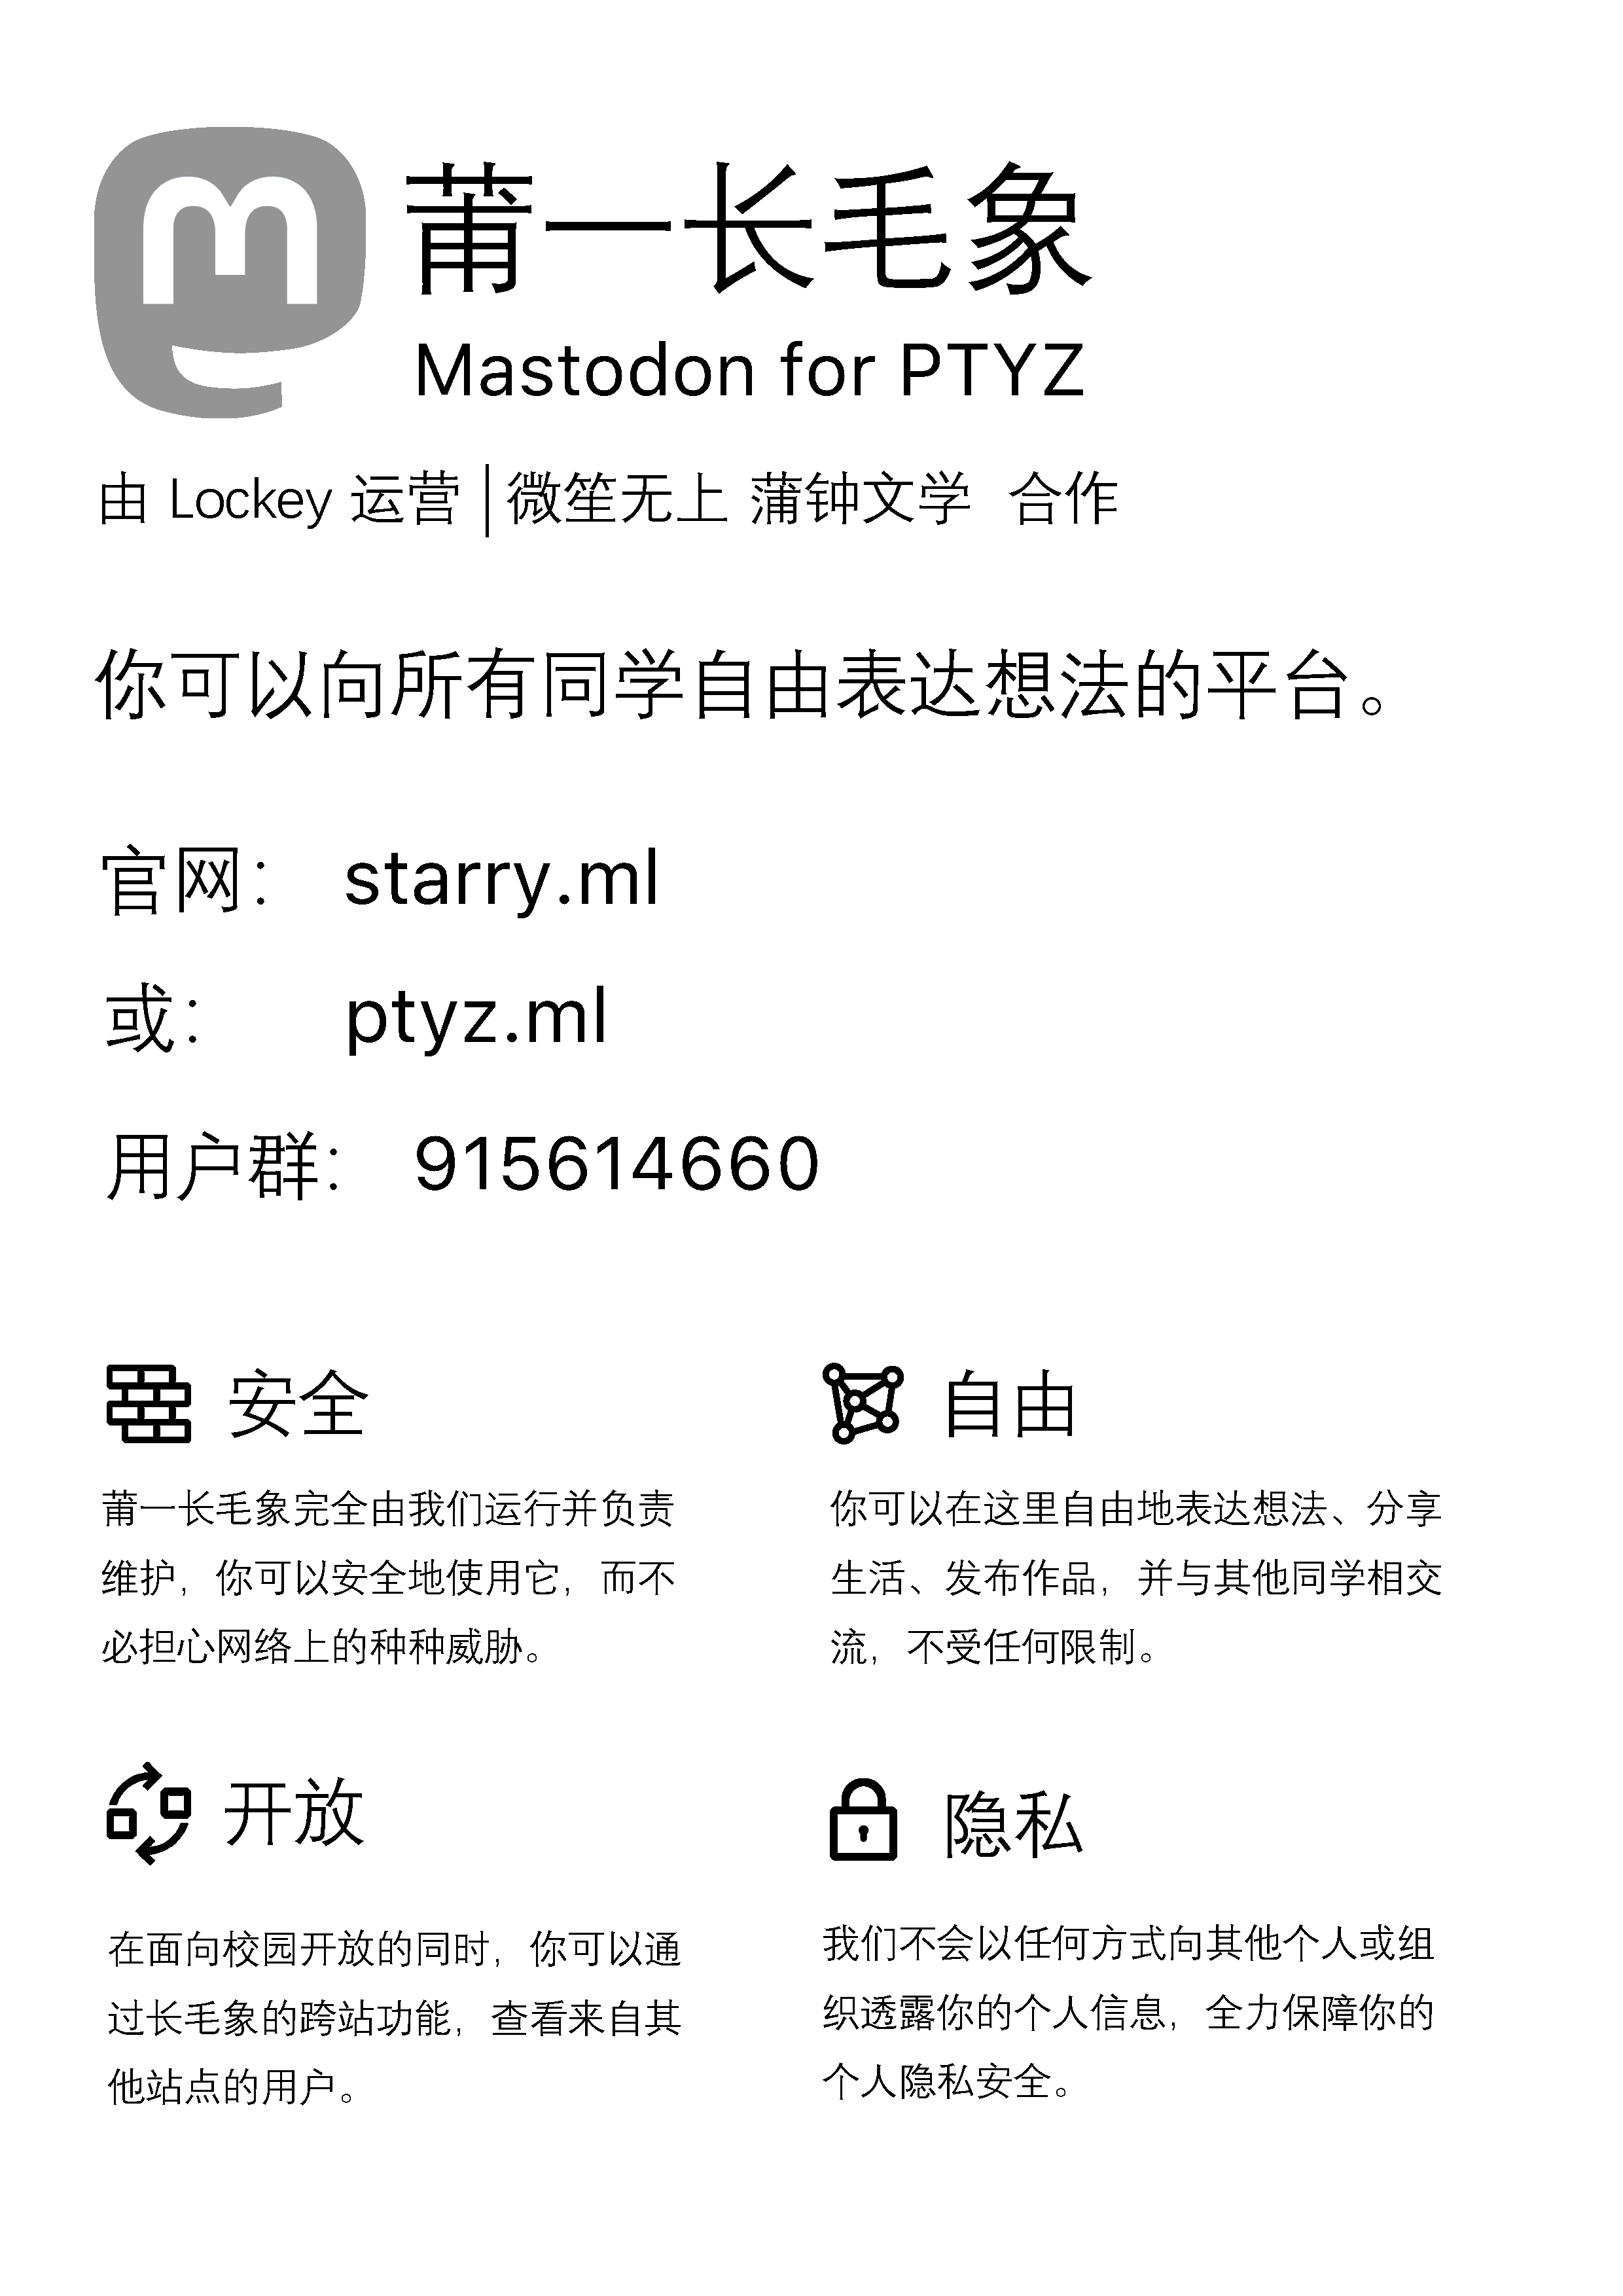 莆一长毛象
Mastodon for PTYZ
由 Lockey 运营 | 微笙无上 蒲钟文学 合作
你可以向所有同学自由表达想法的平台。
官网： starry.ml
或： ptyz.ml
用户群： 915614660
安全
莆一长毛象完全由我们运行并负责
维护，你可以安全地使用它，而不
必担心网络上的种种威胁。
自由
你可以在这里自由地表达想法、分享
生活、发布作品，并与其他同学相交
流，不受任何限制。
开放
在面向校园开放的同时，你可以通
过长毛象的跨站功能，查看来自其
他站点的用户。
隐私
我们不会以任何方式向其他个人或组
织透露你的个人信息，全力保障你的
个人隐私安全。